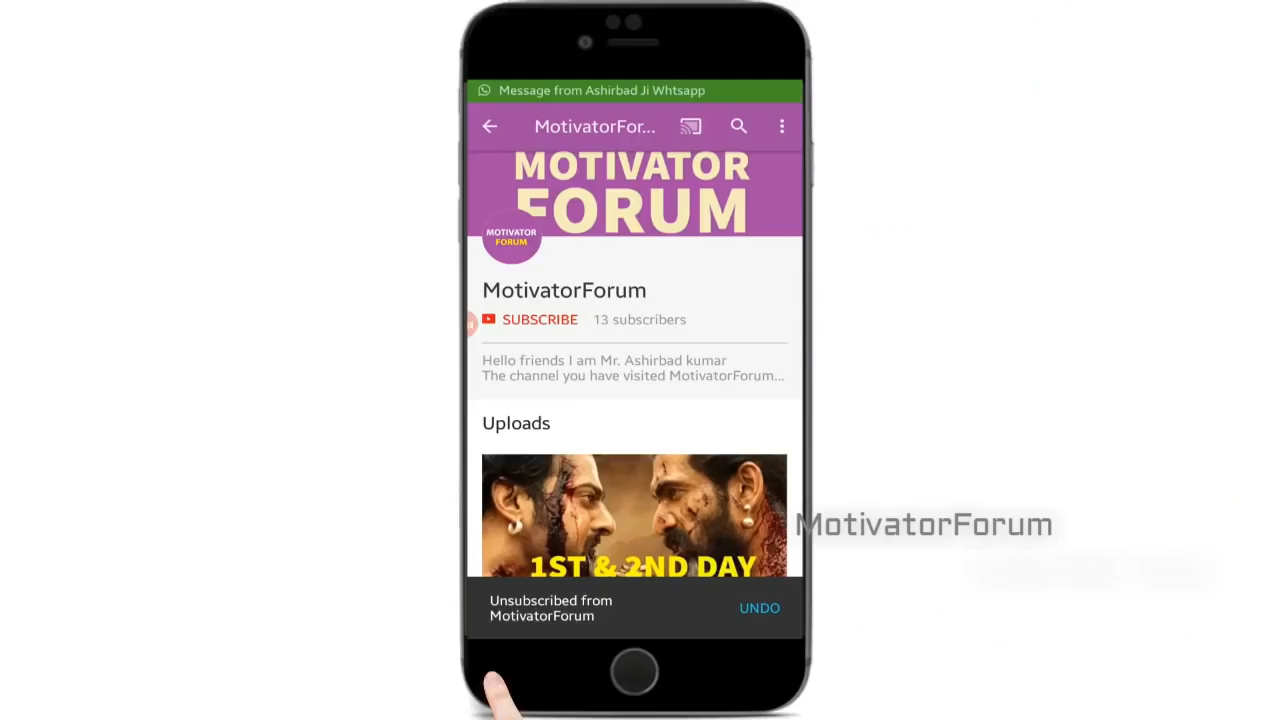 Message from Ashirbad Ji Whtsapp
MotivatorFor...
MOTIVATOR
FORUM
MOTIVATOR
FORUM
MotivatorForum
SUBSCRIBE 13 subscribers
Hello friends I am Mr. Ashirbad kumar
The channel you have visited MotivatorForum...
Uploads
1ST & 2ND DAY
MotivatorForum
Unsubscribed from
MotivatorForum
UNDO